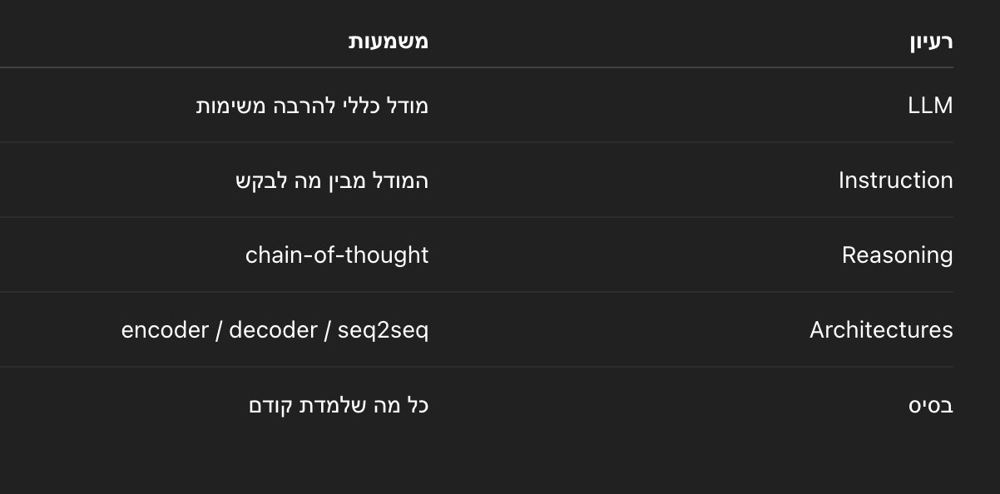 רעיון	משמעות
LLM	מודל כללי להרבה משימות
Instruction	המודל מבין מה לבקש
Reasoning	chain-of-thought
Architectures	encoder / decoder / seq2seq
בסיס	כל מה שלמדת קודם